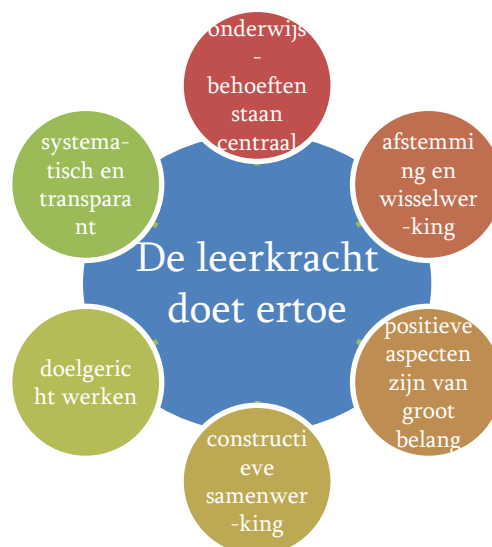 onderwijs
-
behoeften
staan
centraal
afstemmi
ng en
wisselwer
-king
positieve
aspecten
zijn van
groot
belang
constructi
eve
samenwer
-king
doelgeric
ht werken
systema-
tisch en
transpara
nt
De leerkracht
doet ertoe